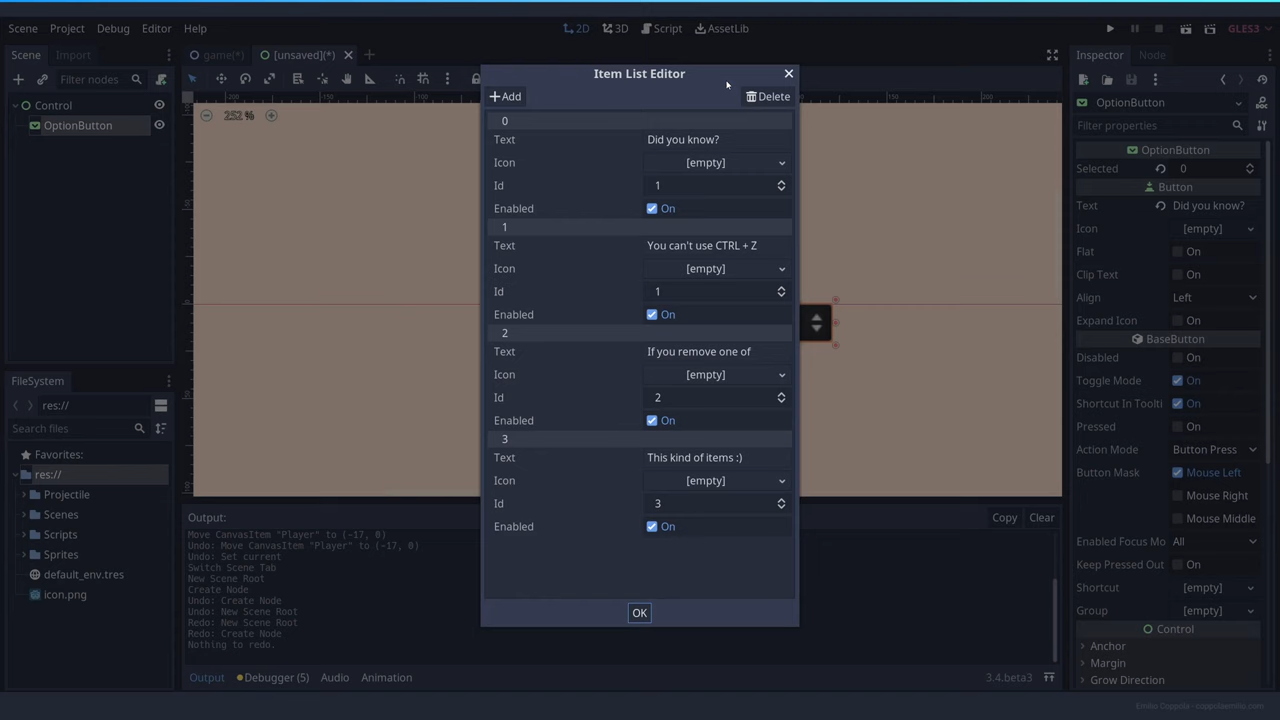 Scene Project Debug Editor Help 2D 3D Script AssetLib GLES3
Scene Import game(*) [unsaved](*) Inspector Node
Item List Editor
Filter nodes
Add Delete
Control
252 %
OptionButton
OptionButton
Filter properties
0
Text Did you know?
Icon [empty]
Id 1
Enabled On
1
Text You can't use CTRL + Z
Icon [empty]
Id 1
Enabled On
2
Text If you remove one of
Icon [empty]
Id 2
Enabled On
3
Text This kind of items :)
Icon [empty]
Id 3
Enabled On
OK
OptionButton
Selected 0
Button
Text Did you know?
Icon [empty]
Flat On
Clip Text On
Align Left
Expand Icon On
BaseButton
Disabled On
Toggle Mode On
Shortcut In Toolti On
Pressed On
Action Mode Button Press
Button Mask Mouse Left
Mouse Right
Mouse Middle
Enabled Focus Mo All
Keep Pressed Out On
Shortcut [empty]
Group [empty]
Control
Anchor
Margin
Grow Direction
FileSystem
res://
Search files
Favorites:
res://
Projectile
Scenes
Scripts
Sprites
default_env.tres
icon.png
Output: Copy Clear
Move CanvasItem "Player" to (-17, 0)
Undo: Move CanvasItem "Player" to (-17, 0)
Undo: Set current
Switch Scene Tab
New Scene Root
Create Node
Undo: Create Node
Undo: New Scene Root
Redo: New Scene Root
Redo: Create Node
Nothing to redo.
Output Debugger (5) Audio Animation 3.4.beta3
Emilio Coppola - coppolaemilio.com